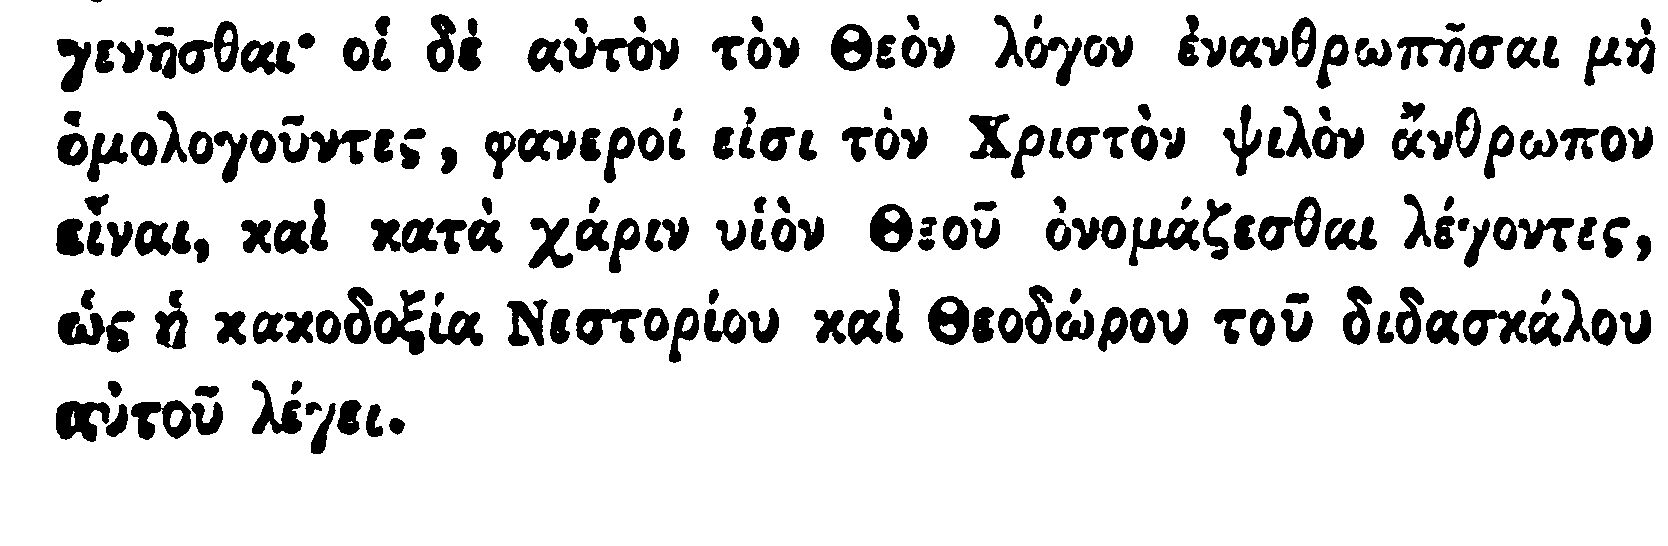 γενῆσθαι· οἱ δὲ αὐτὸν τὸν Θεὸν λόγον ἐνανθρωπῆσαι μὴ
ὁμολογοῦντες, φανεροί εἰσι τὸν Χριστὸν ψιλὸν ἄνθρωπον
εἶναι, καὶ κατὰ χάριν υἱὸν Θεοῦ ὀνομάζεσθαι λέγοντες,
ὡς ἡ κακοδοξία Νεστορίου καὶ Θεοδώρου τοῦ διδασκάλου
αὐτοῦ λέγει.